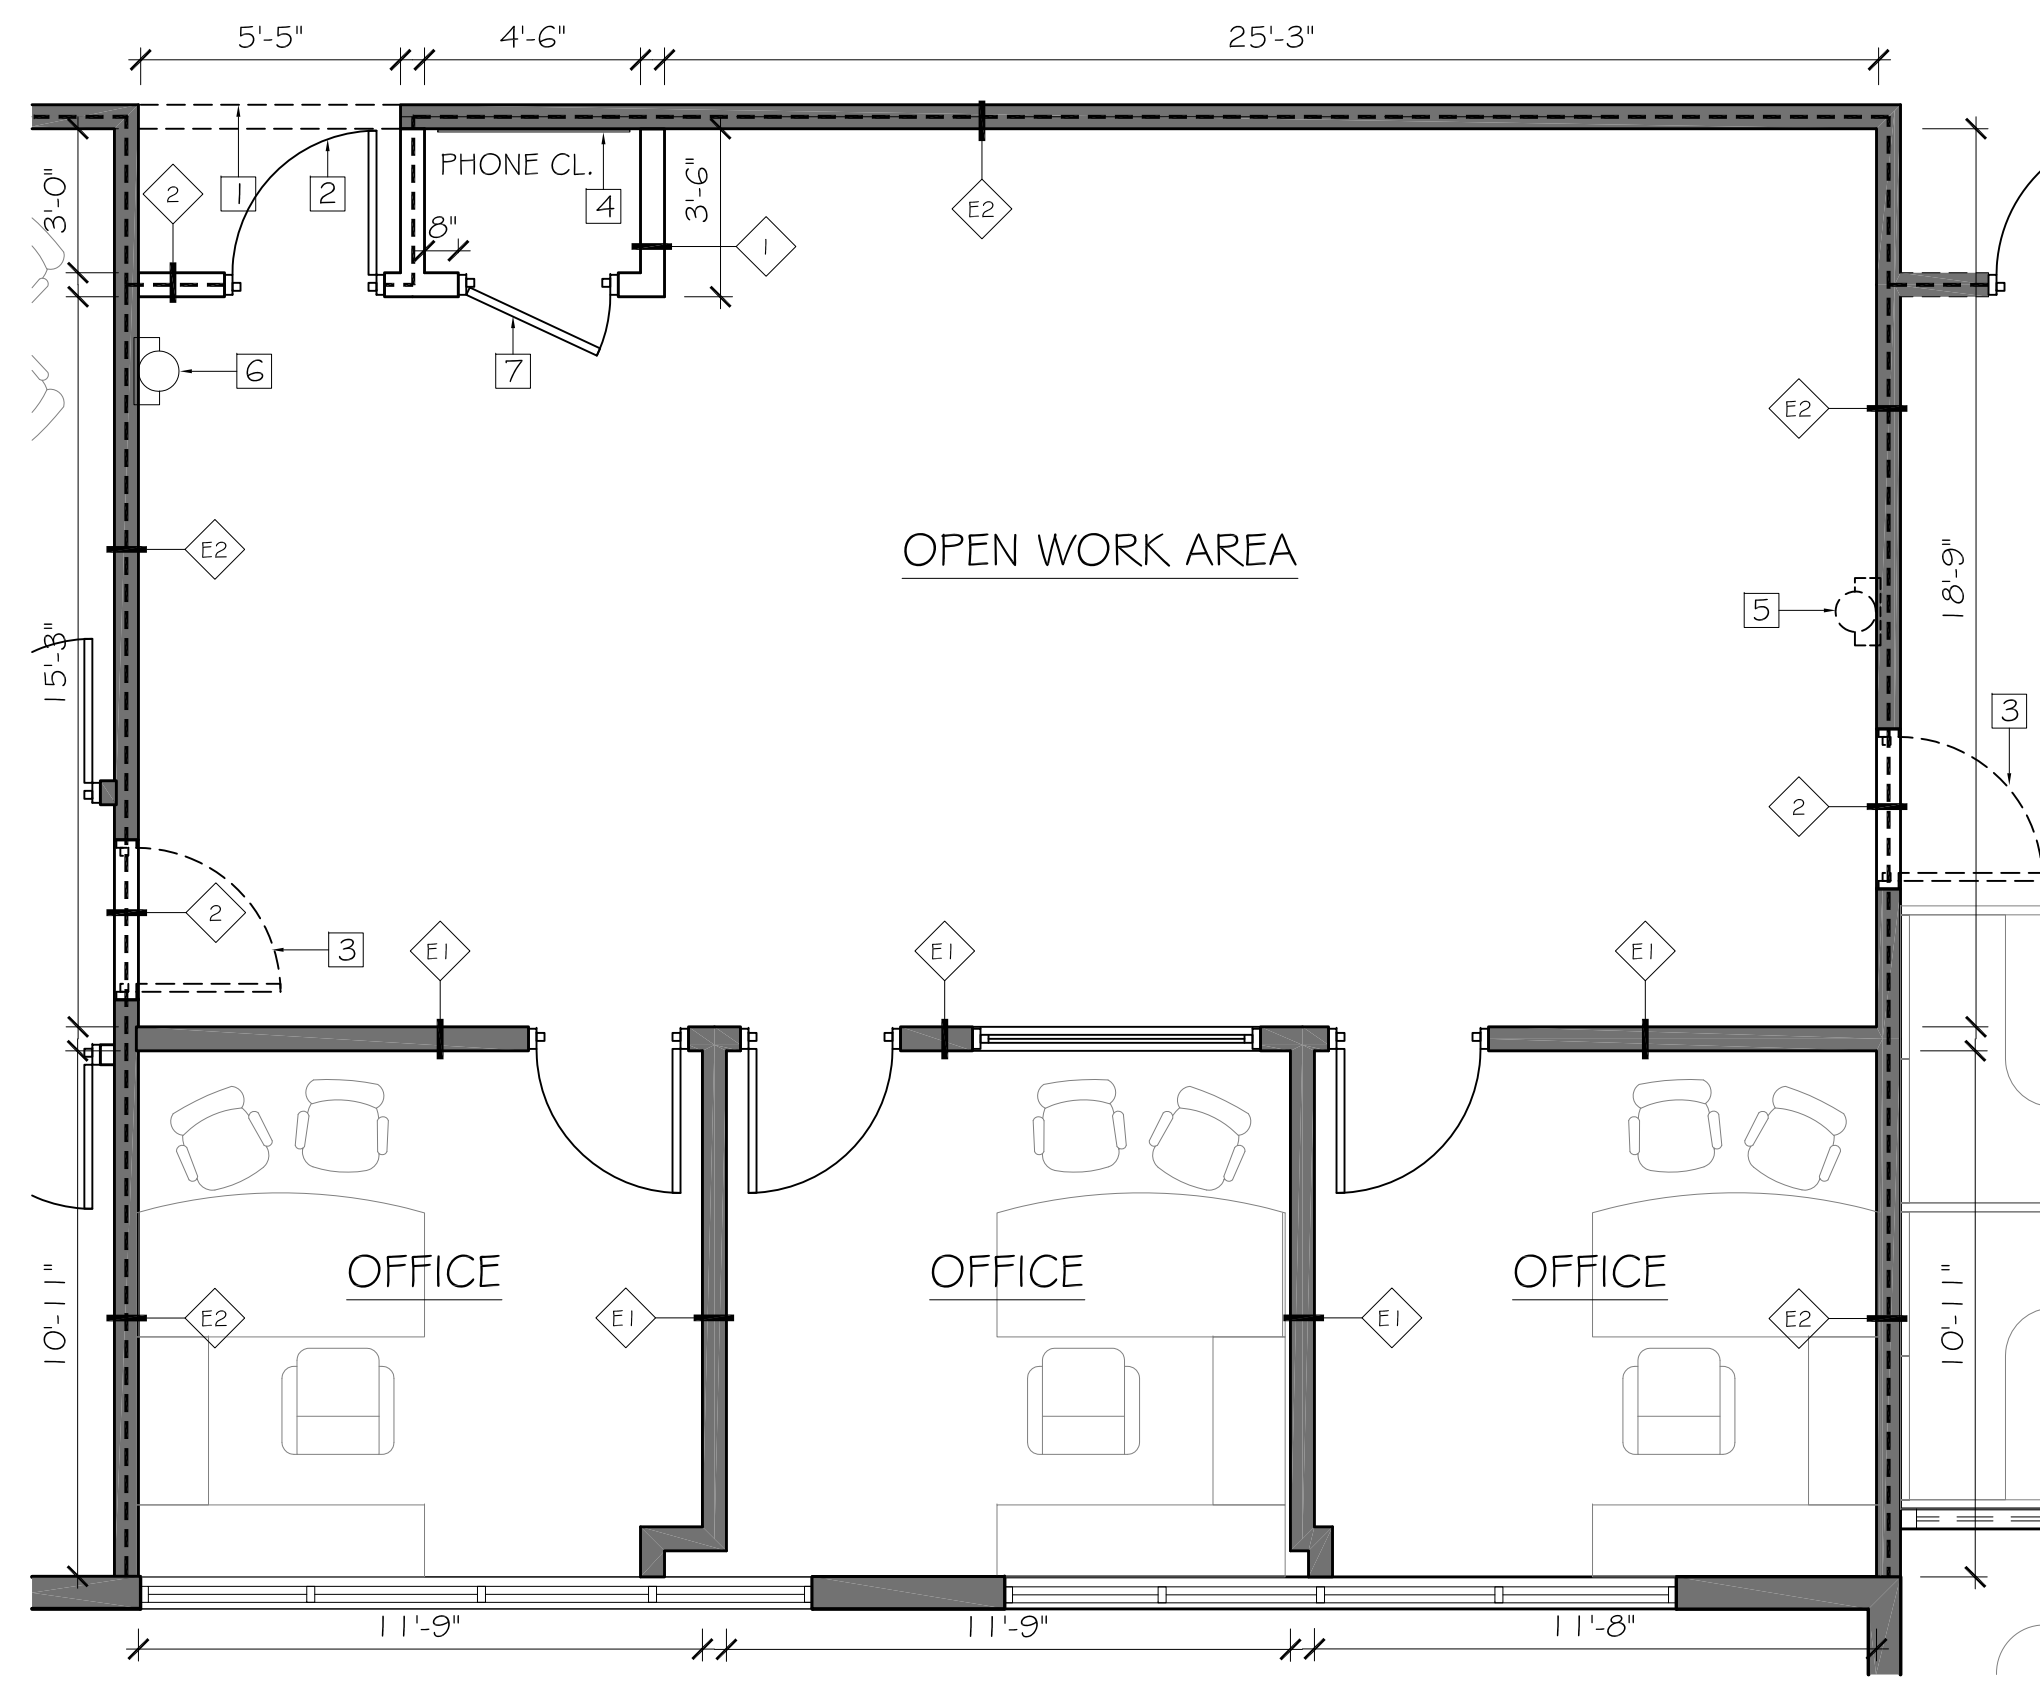 5'-5" 4'-6" 25'-3"
PHONE CL.
3'-0" 2 1 2 4 3'-6" E2
8" 1
6 7
E2
E2 OPEN WORK AREA 18'-9"
5
15'-3"
3
2
2 3 E1 E1 E1
OFFICE OFFICE OFFICE
10'-11" E2 E1 E1 E2 10'-11"
11'-9" 11'-9" 11'-8"